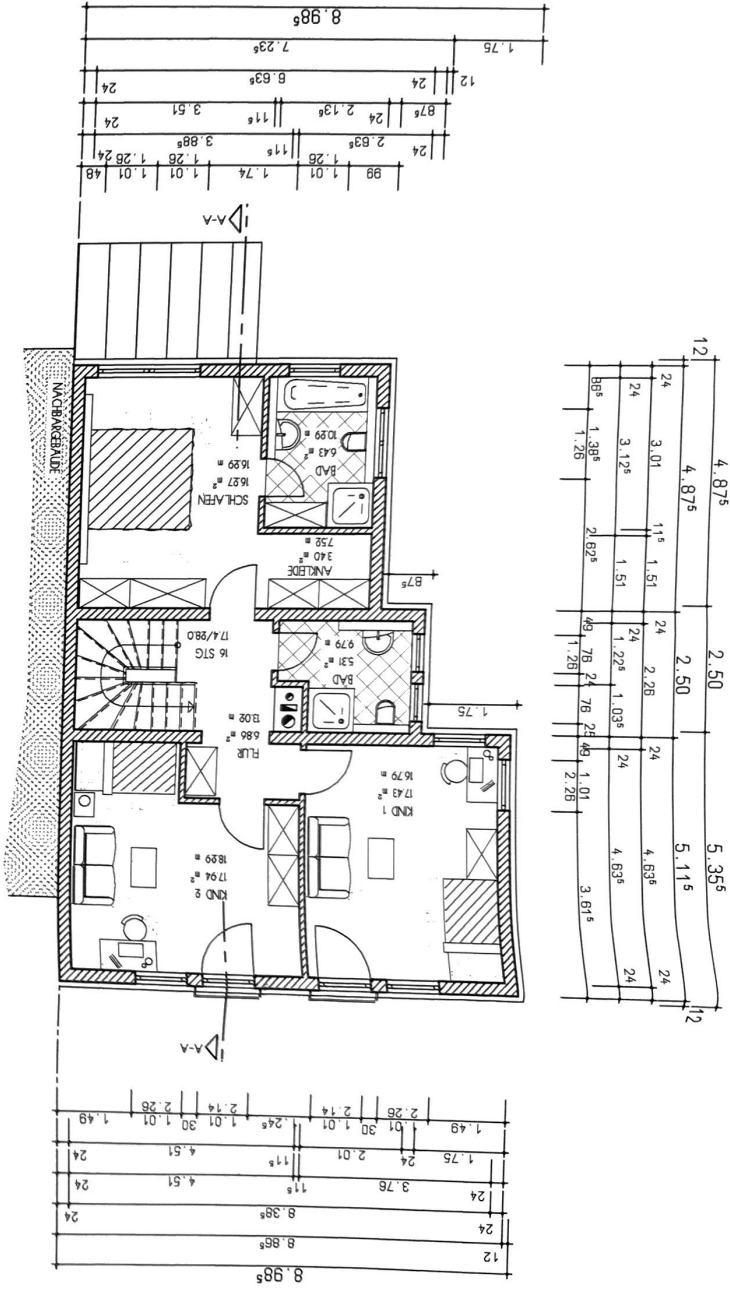 8.98⁵
7.23⁵ 1.75
24 6.63⁵ 24 12
24 3.51 11⁵ 2.13⁵ 24 87⁵
24 3.88⁵ 11⁵ 2.63⁵ 24
48 1.01 1.01 1.74 1.01 99
1.26 1.26 1.26
A-A
NACHBARGEBÄUDE
SCHLAFEN
16.27 m²
16.29 m
BAD
6.43 m²
10.29 m
ANKLEIDE
3.40 m²
7.52 m
16 STG
17.4/28.0
BAD
5.31 m²
9.79 m
FLUR
6.86 m²
13.02 m
KIND 1
17.43 m²
16.79 m
KIND 2
17.94 m²
18.29 m
87⁵
1.75
A-A
12 4.87⁵ 2.50 5.35⁵
4.87⁵ 2.50 5.11⁵ 12
24 3.01 11⁵ 1.51 24 2.26 24 4.63⁵ 24
24 3.12⁵ 1.51 24 1.22⁵ 1.03⁵ 24 4.63⁵ 24
86⁵ 1.38⁵ 2.62⁵ 49 76 24 76 25 49 1.01 3.61⁵
1.26 1.26 2.26
1.49 1.01 30 1.01 1.24⁵ 1.01 30 1.01 1.49
2.26 2.14 2.14 2.26
24 4.51 11⁵ 2.01 24 1.75
24 4.51 11⁵ 3.76 24
24 8.38⁵ 24
8.86⁵ 12
8.98⁵